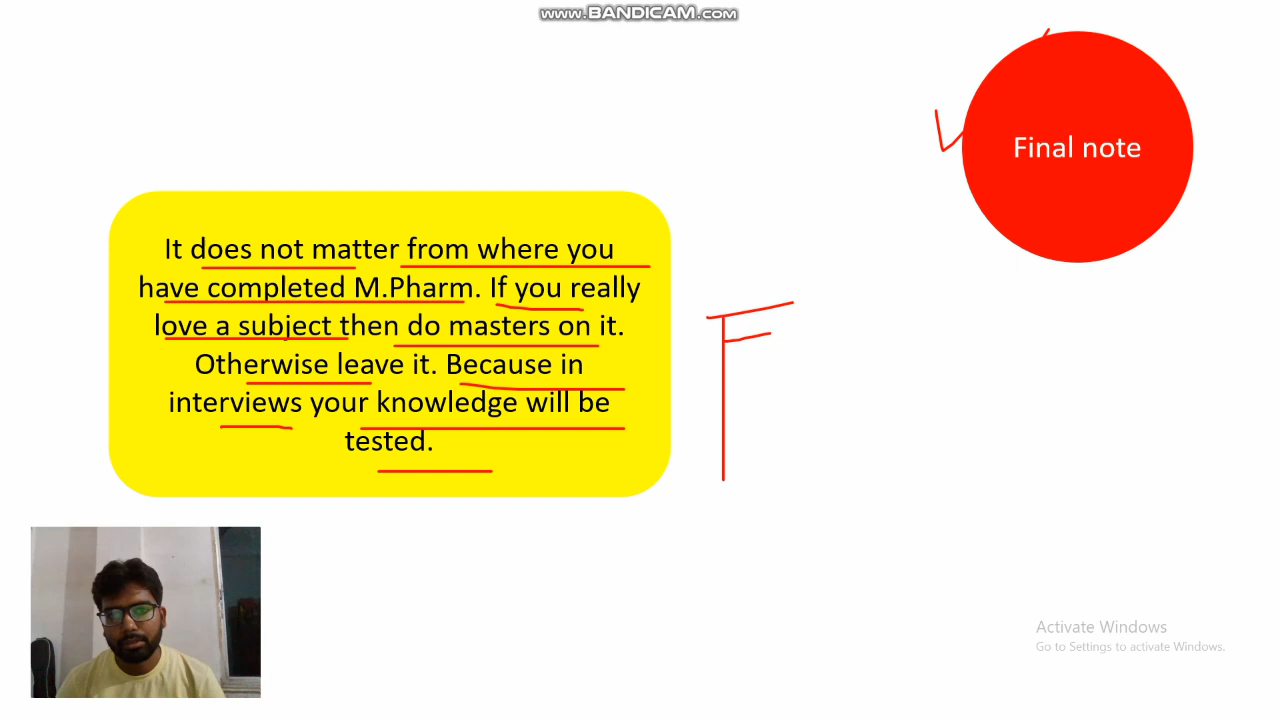 www.BANDICAM.com
Final note
It does not matter from where you
have completed M.Pharm. If you really
love a subject then do masters on it.
Otherwise leave it. Because in
interviews your knowledge will be
tested.
F
Activate Windows
Go to Settings to activate Windows.